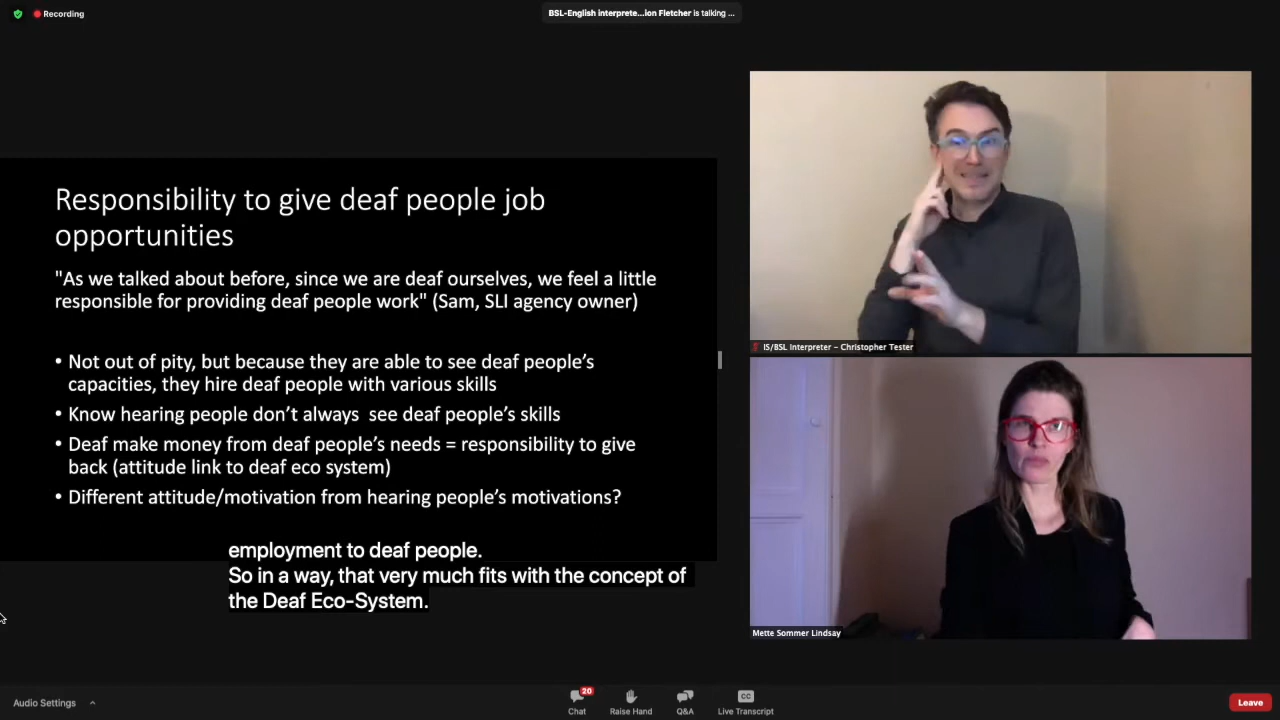 Recording
BSL-English interprete...ion Fletcher is talking ...
Responsibility to give deaf people job
opportunities
"As we talked about before, since we are deaf ourselves, we feel a little
responsible for providing deaf people work" (Sam, SLI agency owner)
• Not out of pity, but because they are able to see deaf people’s
capacities, they hire deaf people with various skills
• Know hearing people don’t always  see deaf people’s skills
• Deaf make money from deaf people’s needs = responsibility to give
back (attitude link to deaf eco system)
• Different attitude/motivation from hearing people’s motivations?
employment to deaf people.
So in a way, that very much fits with the concept of
the Deaf Eco-System.
IS/BSL Interpreter – Christopher Tester
Mette Sommer Lindsay
Audio Settings
20
Chat
Raise Hand
Q&A
CC
Live Transcript
Leave